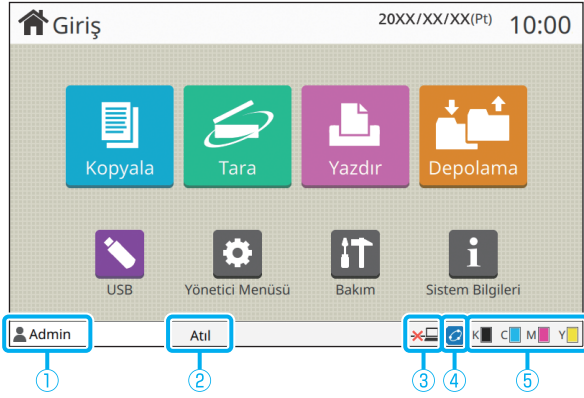 Giriş
20XX/XX/XX(Pt) 10:00
Kopyala Tara Yazdır Depolama
USB Yönetici Menüsü Bakım Sistem Bilgileri
Admin Atıl K C M Y
① ② ③ ④ ⑤